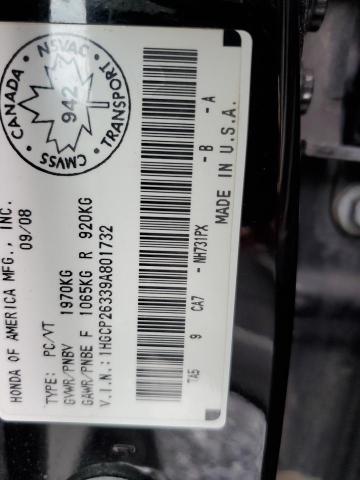 HONDA OF AMERICA MFG., INC.
09/08
TYPE: PC/VT
GVWR/PNBV 1970KG
GAWR/PNBE F 1065KG R 920KG
V.I.N.: 1HGCP26339A801732
CANADA · NSVAC
942
CMVSS · TRANSPORT
7A5 9 CA7 - NH731PX - B - A
MADE IN U.S.A.